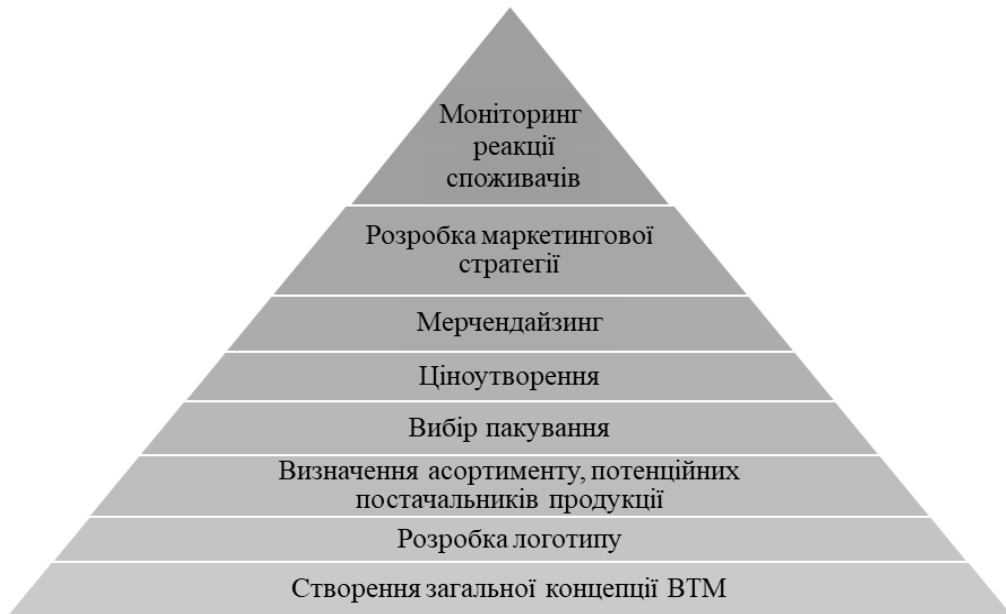 Моніторинг
реакції
споживачів
Розробка маркетингової
стратегії
Мерчендайзинг
Ціноутворення
Вибір пакування
Визначення асортименту, потенційних
постачальників продукції
Розробка логотипу
Створення загальної концепції ВТМ